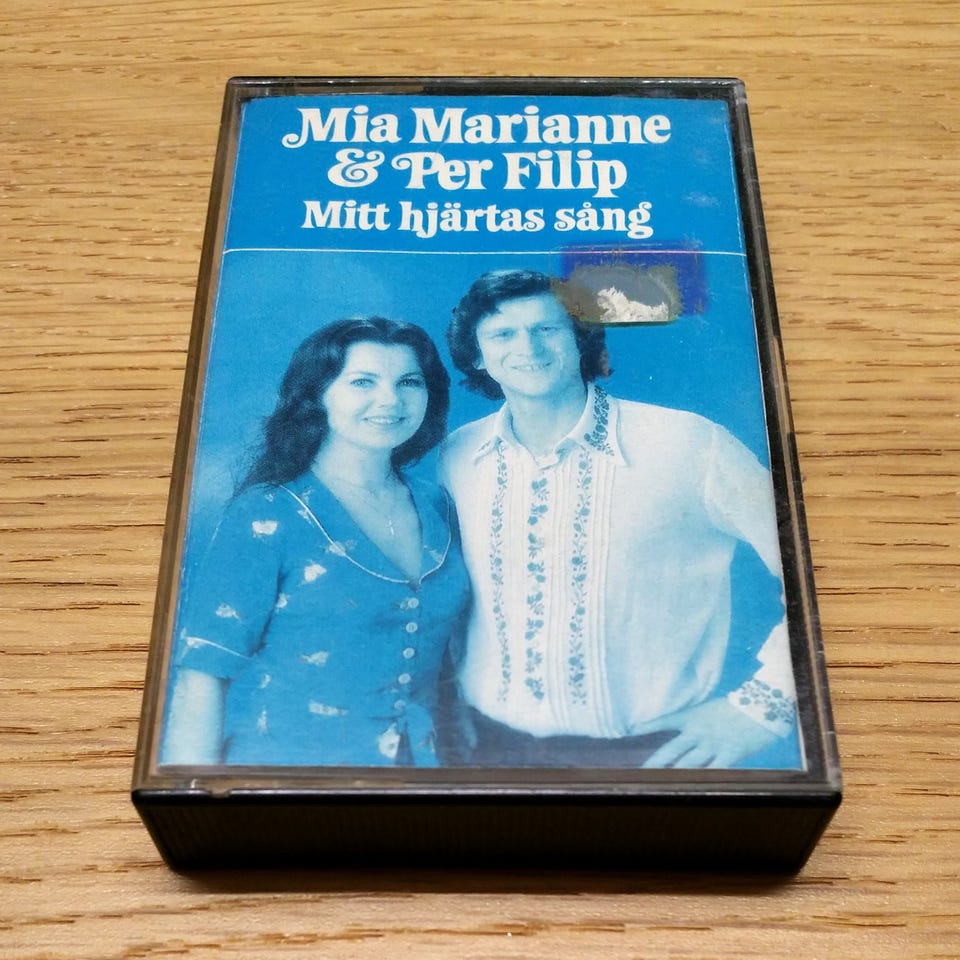 Mia Marianne
& Per Filip
Mitt hjärtas sång